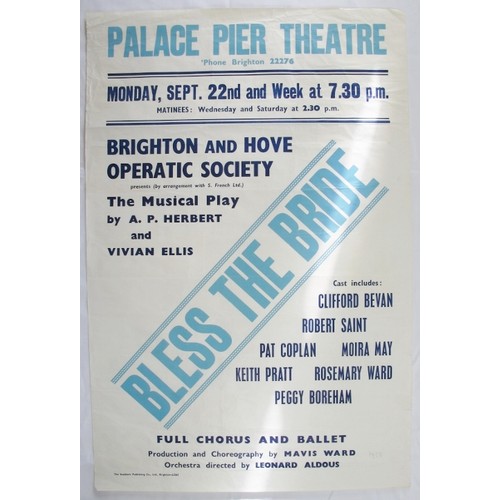 PALACE PIER THEATRE
'Phone Brighton 22276
MONDAY, SEPT. 22nd and Week at 7.30 p.m.
MATINEES: Wednesday and Saturday at 2.30 p.m.
BRIGHTON AND HOVE
OPERATIC SOCIETY
presents (by arrangement with S. French Ltd.)
The Musical Play
by A. P. HERBERT
and
VIVIAN ELLIS
BLESS THE BRIDE
Cast includes:
CLIFFORD BEVAN
ROBERT SAINT
PAT COPLAN MOIRA MAY
KEITH PRATT ROSEMARY WARD
PEGGY BOREHAM
FULL CHORUS AND BALLET
Production and Choreography by MAVIS WARD
Orchestra directed by LEONARD ALDOUS